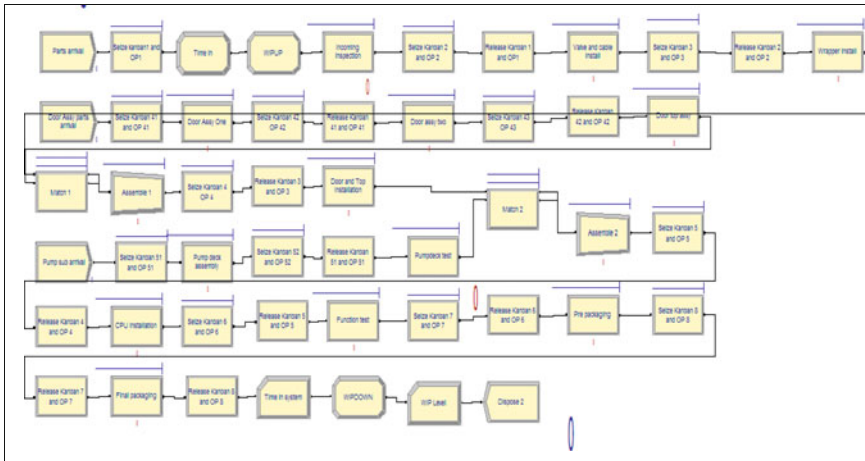 Parts arrival
Seize Kanban1 and
OP1
Time in
WIPUP
Incoming
Inspection
Seize Kanban 2
and OP 2
Release Kanban 1
and OP1
Valve and cable
install
Seize Kanban 3
and OP 3
Release Kanban 2
and OP 2
Wrapper Install
Door Assy parts
arrival
Seize Kanban 41
and OP 41
Door Assy One
Seize Kanban 42
OP 42
Release Kanban
41 and OP 41
Door assy two
Seize Kanban 43
OP 43
Release Kanban
42 and OP 42
Door top assy
Match 1
Assemble 1
Seize Kanban 4
OP 4
Release Kanban 3
and OP 3
Door and Top
Installation
Match 2
Assemble 2
Seize Kanban 5
and OP 5
Pump sub arrival
Seize Kanban 51
and OP 51
Pump deck
assembly
Seize Kanban 52
and OP 52
Release Kanban
51 and OP 51
Pumpdeck test
Release Kanban 4
and OP 4
CPU Installation
Seize Kanban 6
and OP 6
Release Kanban 5
and OP 5
Function test
Seize Kanban 7
and OP 7
Release Kanban 6
and OP 6
Pre packaging
Seize Kanban 8
and OP 8
Release Kanban 7
and OP 7
Final packaging
Release Kanban 8
and OP 8
Time in system
WIPDOWN
WIP Level
Dispose 2